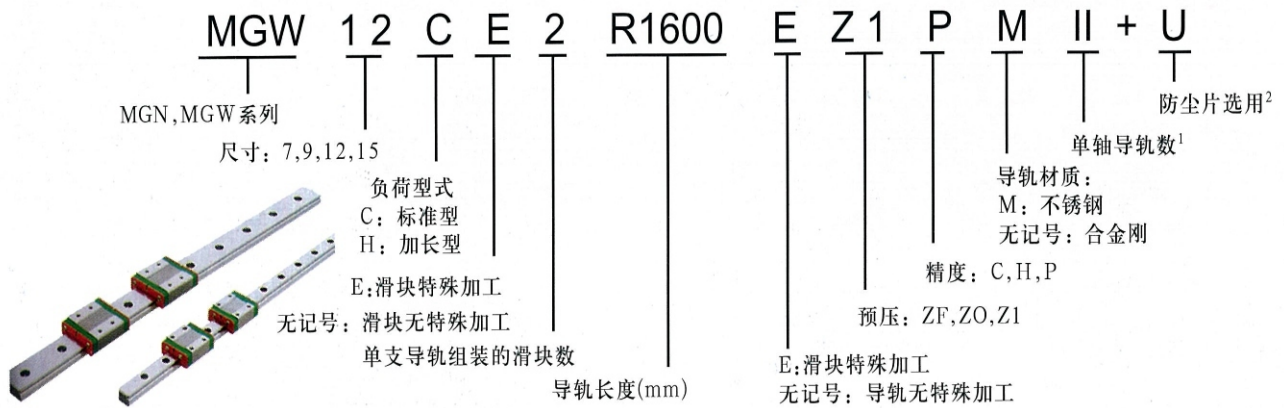 MGW 12 C E 2 R1600 E Z1 P M II + U
MGN,MGW系列
尺寸：7,9,12,15
负荷型式
C：标准型
H：加长型
E:滑块特殊加工
无记号：滑块无特殊加工
单支导轨组装的滑块数
导轨长度(mm)
E:滑块特殊加工
无记号：导轨无特殊加工
预压：ZF,ZO,Z1
精度：C,H,P
导轨材质：
M：不锈钢
无记号：合金刚
单轴导轨数1
防尘片选用2